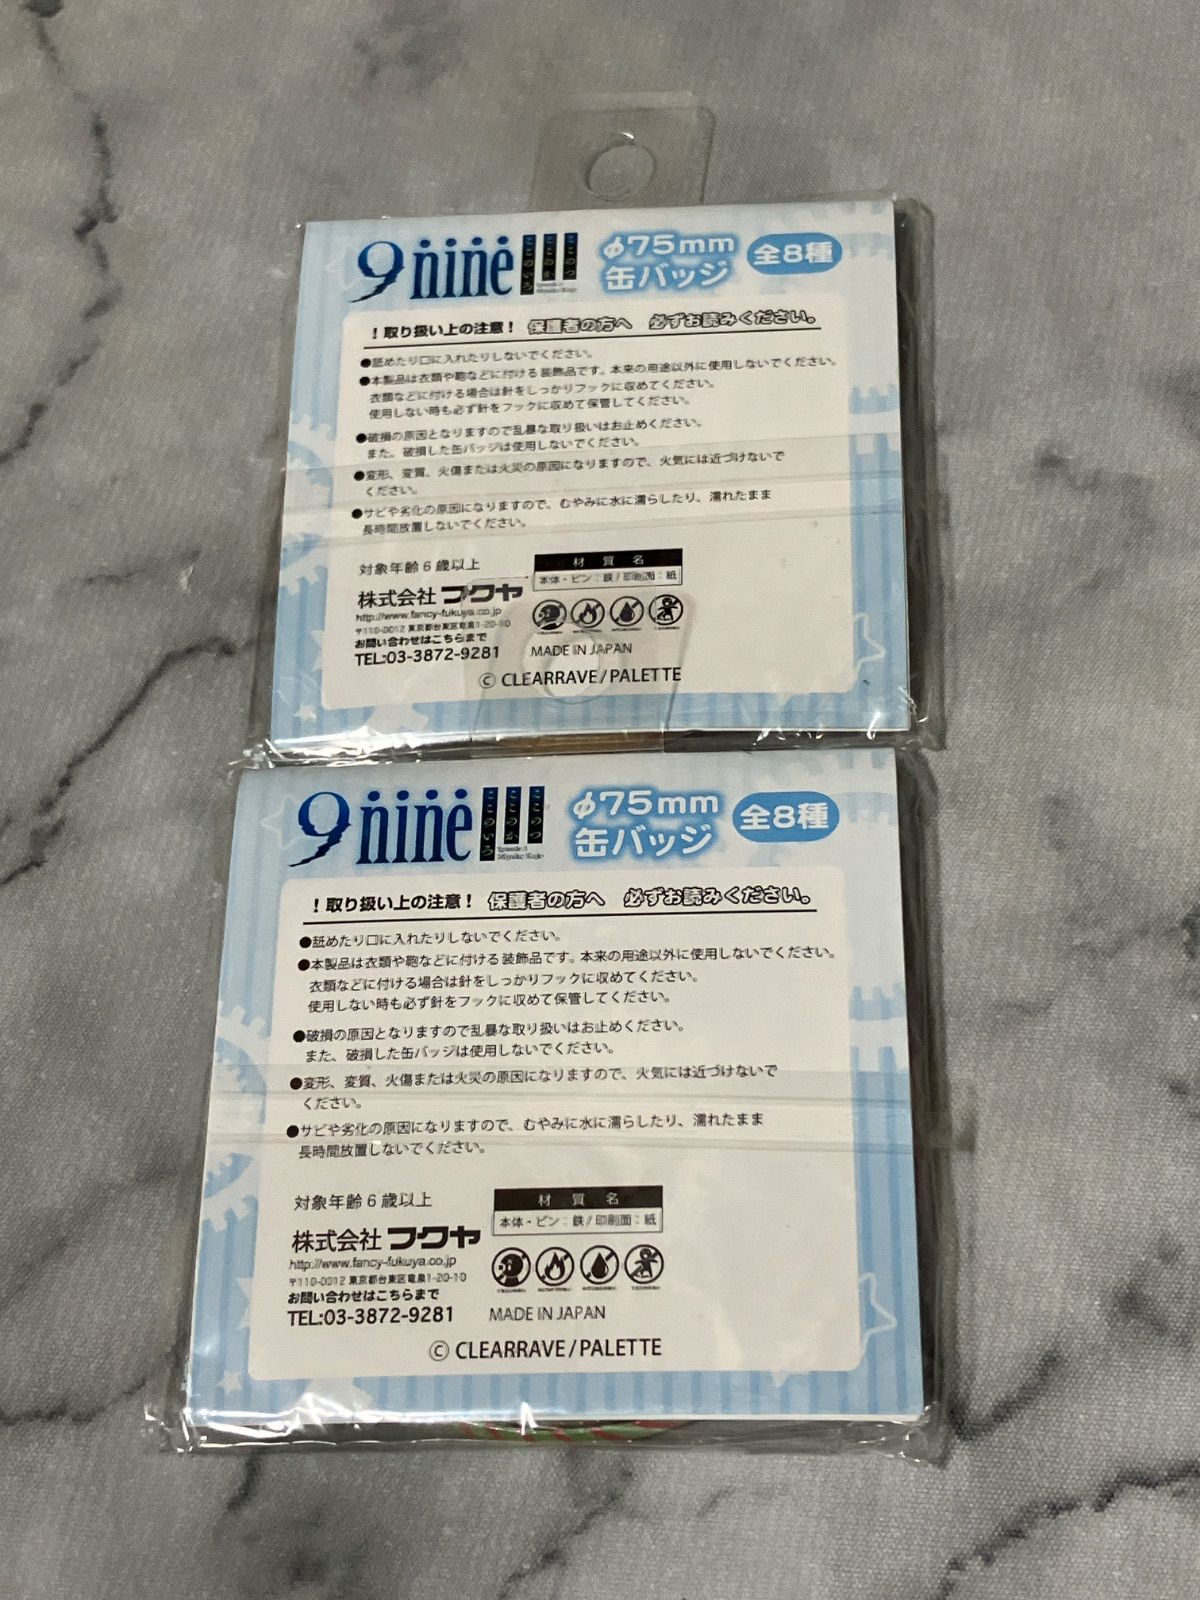 9 nine ここのつ ここのか ここのいろ
Episode.1
Miyako Kujo
φ75mm
缶バッジ
全8種
！取り扱い上の注意！ 保護者の方へ 必ずお読みください。
●舐めたり口に入れたりしないでください。
●本製品は衣類や鞄などに付ける装飾品です。本来の用途以外に使用しないでください。
衣類などに付ける場合は針をしっかりフックに収めてください。
使用しない時も必ず針をフックに収めて保管してください。
●破損の原因となりますので乱暴な取り扱いはお止めください。
また、破損した缶バッジは使用しないでください。
●変形、変質、火傷または火災の原因になりますので、火気には近づけないで
ください。
●サビや劣化の原因になりますので、むやみに水に濡らしたり、濡れたまま
長時間放置しないでください。
対象年齢6歳以上
株式会社フクヤ
http://www.fancy-fukuya.co.jp
〒110-0012 東京都台東区竜泉1-20-10
お問い合わせはこちらまで
TEL:03-3872-9281
材質名
本体・ピン：鉄/印刷面：紙
MADE IN JAPAN
© CLEARRAVE/PALETTE
9 nine ここのつ ここのか ここのいろ
Episode.1
Miyako Kujo
φ75mm
缶バッジ
全8種
！取り扱い上の注意！ 保護者の方へ 必ずお読みください。
●舐めたり口に入れたりしないでください。
●本製品は衣類や鞄などに付ける装飾品です。本来の用途以外に使用しないでください。
衣類などに付ける場合は針をしっかりフックに収めてください。
使用しない時も必ず針をフックに収めて保管してください。
●破損の原因となりますので乱暴な取り扱いはお止めください。
また、破損した缶バッジは使用しないでください。
●変形、変質、火傷または火災の原因になりますので、火気には近づけないで
ください。
●サビや劣化の原因になりますので、むやみに水に濡らしたり、濡れたまま
長時間放置しないでください。
対象年齢6歳以上
株式会社フクヤ
http://www.fancy-fukuya.co.jp
〒110-0012 東京都台東区竜泉1-20-10
お問い合わせはこちらまで
TEL:03-3872-9281
材質名
本体・ピン：鉄/印刷面：紙
MADE IN JAPAN
© CLEARRAVE/PALETTE